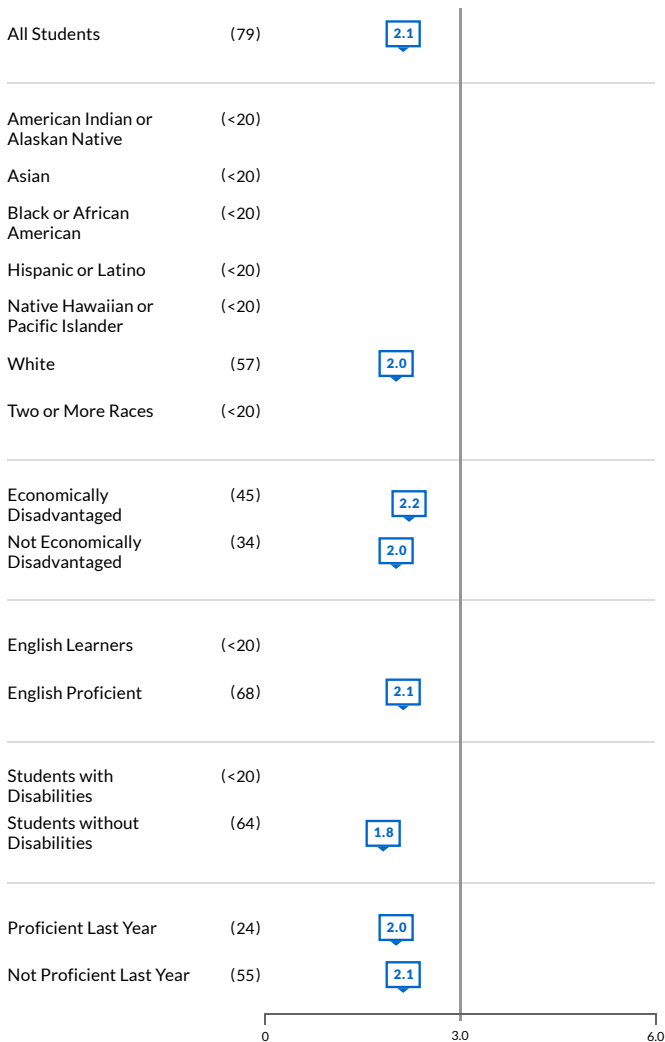 All Students (79) 2.1
American Indian or (<20)
Alaskan Native
Asian (<20)
Black or African (<20)
American
Hispanic or Latino (<20)
Native Hawaiian or (<20)
Pacific Islander
White (57) 2.0
Two or More Races (<20)
Economically (45) 2.2
Disadvantaged
Not Economically (34) 2.0
Disadvantaged
English Learners (<20)
English Proficient (68) 2.1
Students with (<20)
Disabilities
Students without (64) 1.8
Disabilities
Proficient Last Year (24) 2.0
Not Proficient Last Year (55) 2.1
0 3.0 6.0